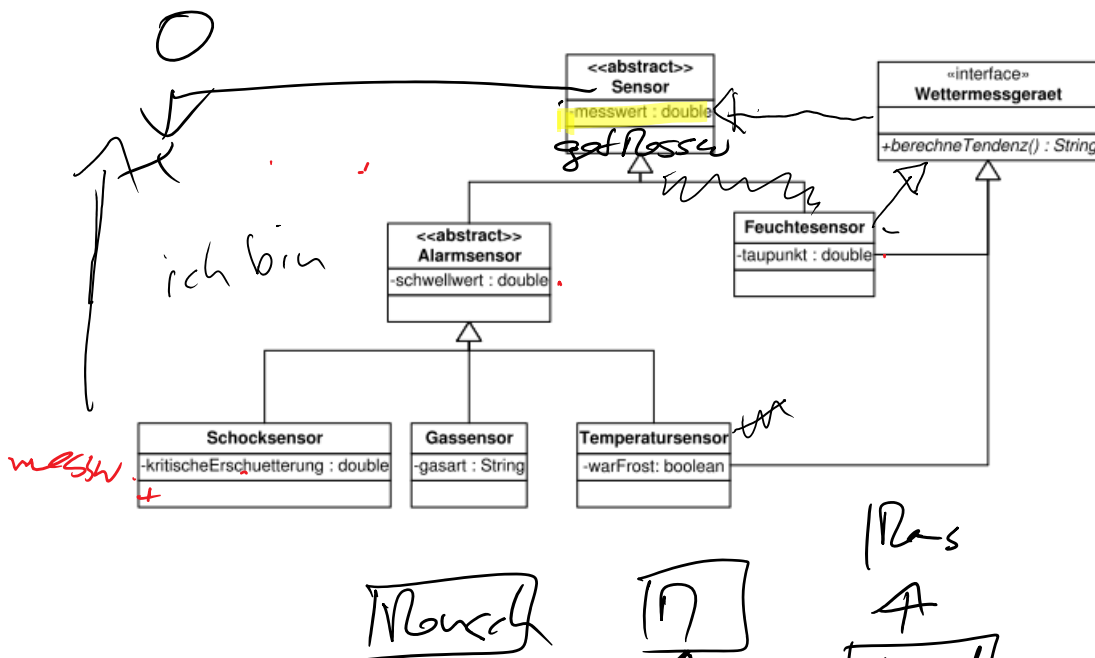 <<abstract>>
Sensor
-messwert : double
«interface»
Wettermessgeraet
+berechneTendenz() : String
<<abstract>>
Alarmsensor
-schwellwert : double
Feuchtesensor
-taupunkt : double
ich bin
Schocksensor
-kritischeErschuetterung : double
Gassensor
-gasart : String
Temperatursensor
-warFrost: boolean
messw.